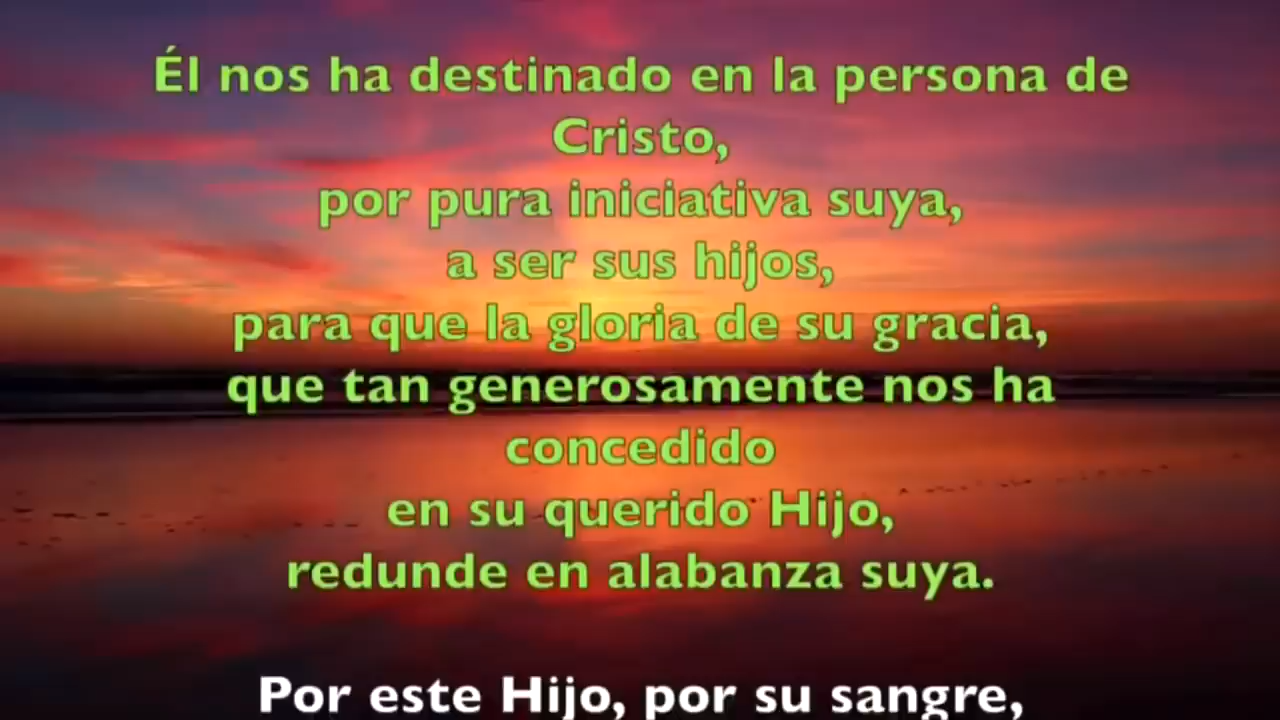 Él nos ha destinado en la persona de
Cristo,
por pura iniciativa suya,
a ser sus hijos,
para que la gloria de su gracia,
que tan generosamente nos ha
concedido
en su querido Hijo,
redunde en alabanza suya.
Por este Hijo, por su sangre,